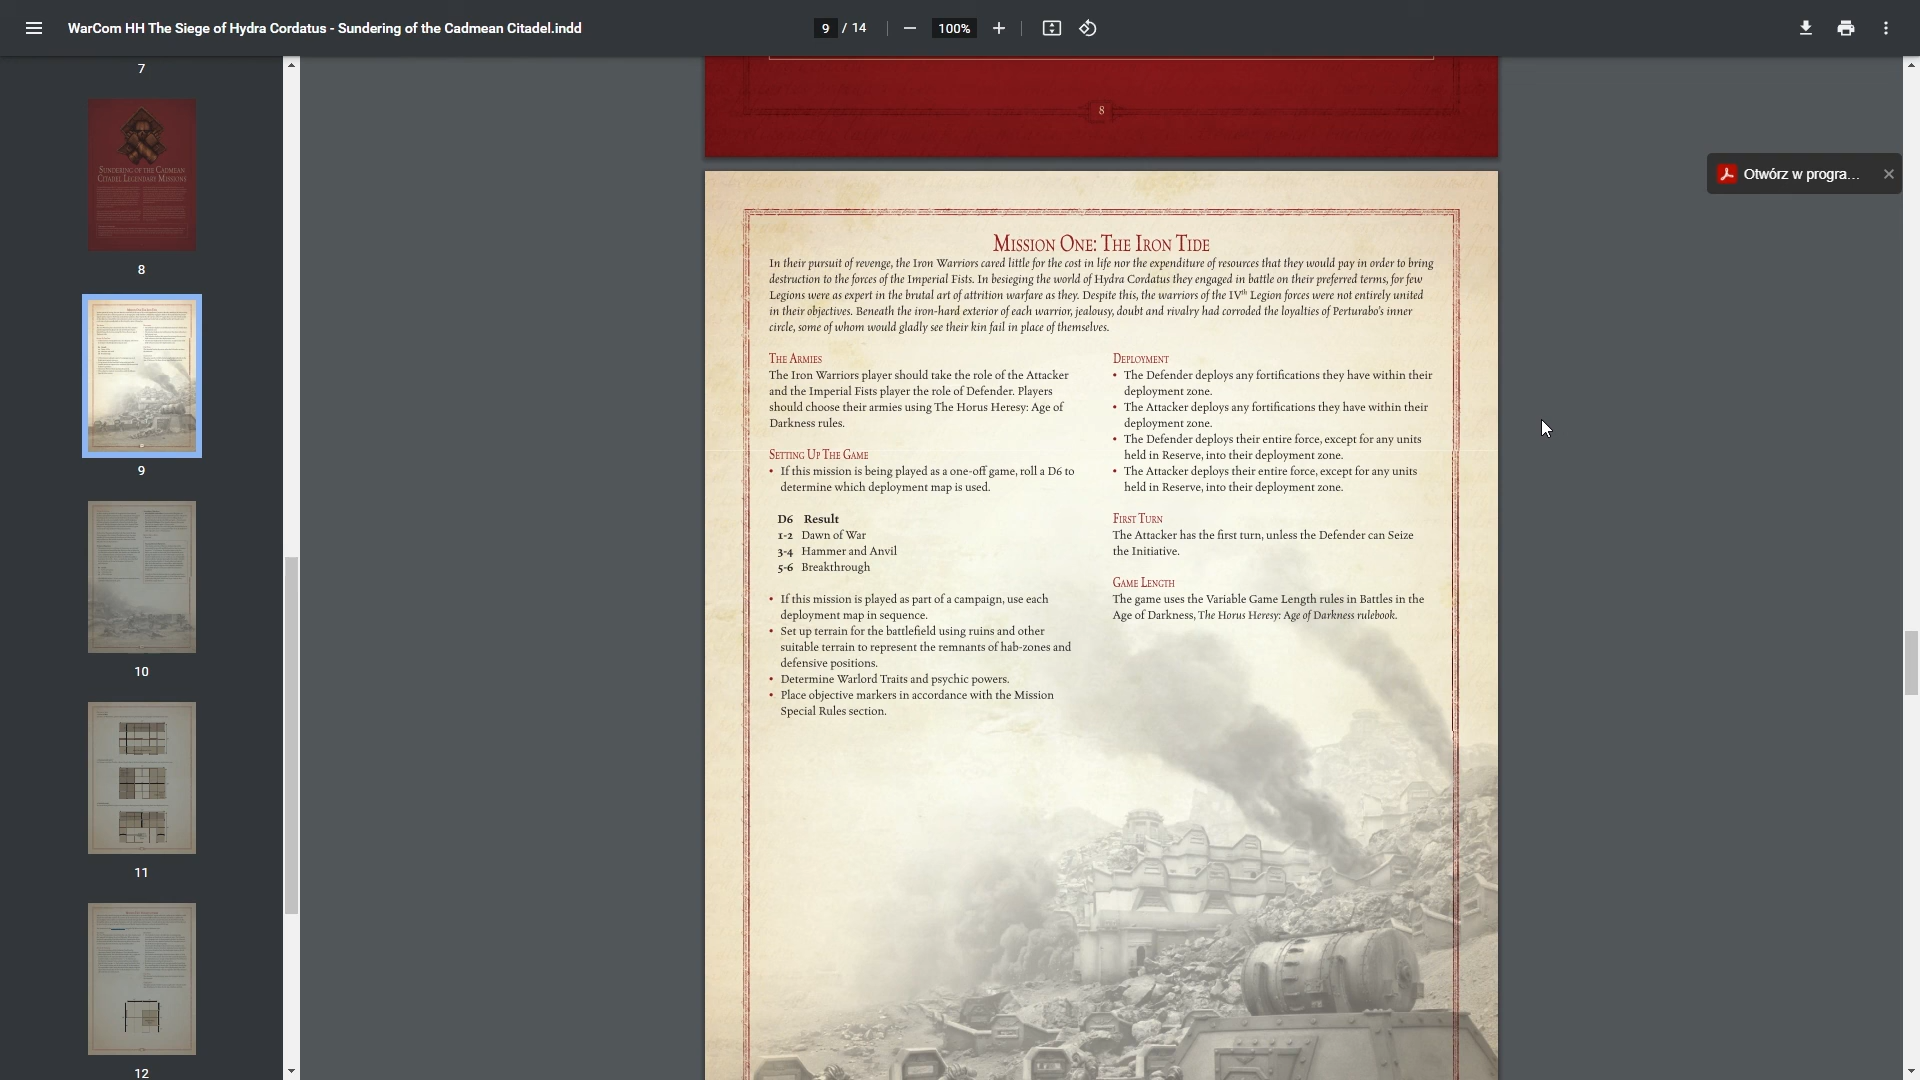 WarCom HH The Siege of Hydra Cordatus - Sundering of the Cadmean Citadel.indd
9 / 14
100%
7
Sundering of the Cadmean
Citadel Legendary Missions
8
9
10
11
12
8
Otwórz w progra...
Mission One: The Iron Tide
In their pursuit of revenge, the Iron Warriors cared little for the cost in life nor the expenditure of resources that they would pay in order to bring
destruction to the forces of the Imperial Fists. In besieging the world of Hydra Cordatus they engaged in battle on their preferred terms, for few
Legions were as expert in the brutal art of attrition warfare as they. Despite this, the warriors of the IVth Legion forces were not entirely united
in their objectives. Beneath the iron-hard exterior of each warrior, jealousy, doubt and rivalry had corroded the loyalties of Perturabo's inner
circle, some of whom would gladly see their kin fail in place of themselves.
The Armies
The Iron Warriors player should take the role of the Attacker
and the Imperial Fists player the role of Defender. Players
should choose their armies using The Horus Heresy: Age of
Darkness rules.
Setting Up The Game
• If this mission is being played as a one-off game, roll a D6 to
determine which deployment map is used.
D6 Result
1-2 Dawn of War
3-4 Hammer and Anvil
5-6 Breakthrough
• If this mission is played as part of a campaign, use each
deployment map in sequence.
• Set up terrain for the battlefield using ruins and other
suitable terrain to represent the remnants of hab-zones and
defensive positions.
• Determine Warlord Traits and psychic powers.
• Place objective markers in accordance with the Mission
Special Rules section.
Deployment
• The Defender deploys any fortifications they have within their
deployment zone.
• The Attacker deploys any fortifications they have within their
deployment zone.
• The Defender deploys their entire force, except for any units
held in Reserve, into their deployment zone.
• The Attacker deploys their entire force, except for any units
held in Reserve, into their deployment zone.
First Turn
The Attacker has the first turn, unless the Defender can Seize
the Initiative.
Game Length
The game uses the Variable Game Length rules in Battles in the
Age of Darkness, The Horus Heresy: Age of Darkness rulebook.